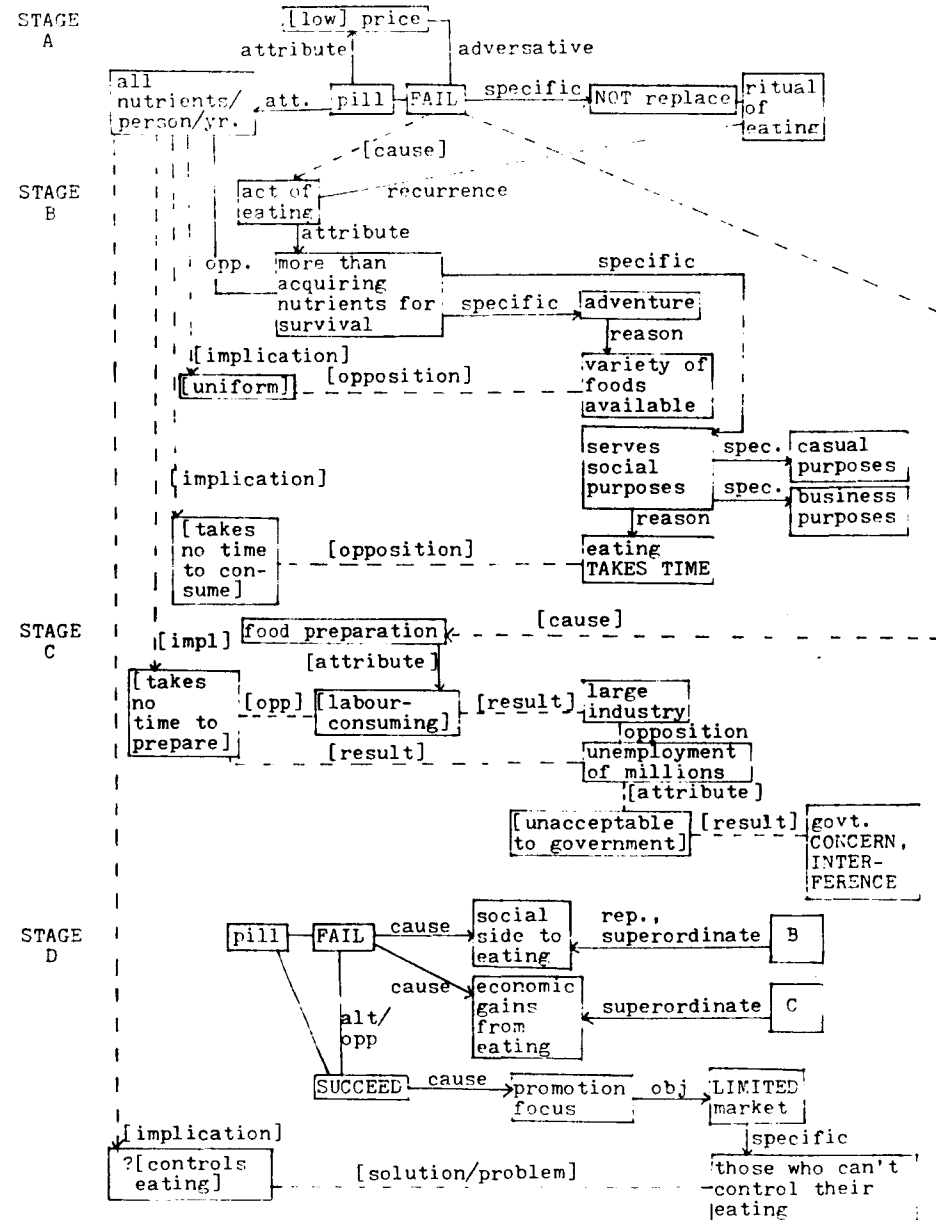 STAGE
A
[low] price
attribute
adversative
all
nutrients/
person/yr.
att.
pill
FAIL
specific
NOT replace
ritual
of
eating
[cause]
STAGE
B
act of
eating
recurrence
attribute
opp.
more than
acquiring
nutrients for
survival
specific
specific
adventure
reason
[implication]
[uniform]
[opposition]
variety of
foods
available
serves
social
purposes
spec.
casual
purposes
spec.
business
purposes
[implication]
reason
[takes
no time
to con-
sume]
[opposition]
eating
TAKES TIME
STAGE
C
food preparation
[cause]
[impl]
[attribute]
[takes
no
time to
prepare]
[opp]
[labour-
consuming]
[result]
large
industry
opposition
[result]
unemployment
of millions
[attribute]
[unacceptable
to government]
[result]
govt.
CONCERN,
INTER-
FERENCE
STAGE
D
pill
FAIL
cause
social
side to
eating
rep.,
superordinate
B
cause
economic
gains
from
eating
superordinate
C
alt/
opp
SUCCEED
cause
promotion
focus
obj
LIMITED
market
[implication]
specific
?[controls
eating]
[solution/problem]
those who can't
control their
eating